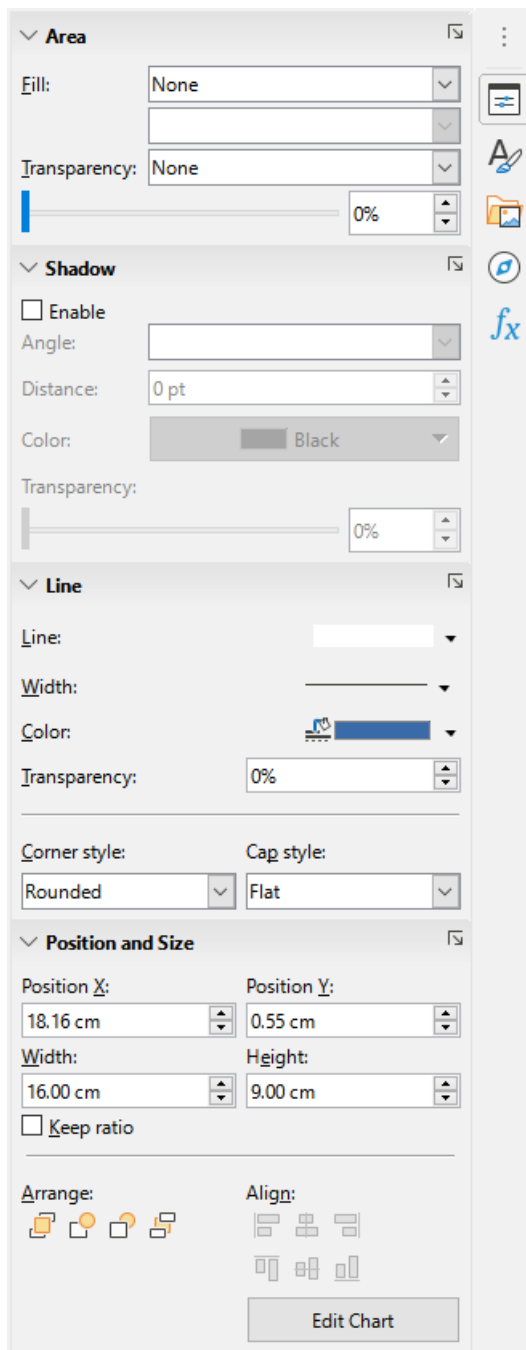 Area
Fill: None
Transparency: None
0%
Shadow
Enable
Angle:
Distance: 0 pt
Color: Black
Transparency:
0%
Line
Line:
Width:
Color:
Transparency: 0%
Corner style: Cap style:
Rounded Flat
Position and Size
Position X: Position Y:
18.16 cm 0.55 cm
Width: Height:
16.00 cm 9.00 cm
Keep ratio
Arrange: Align:
Edit Chart
fx